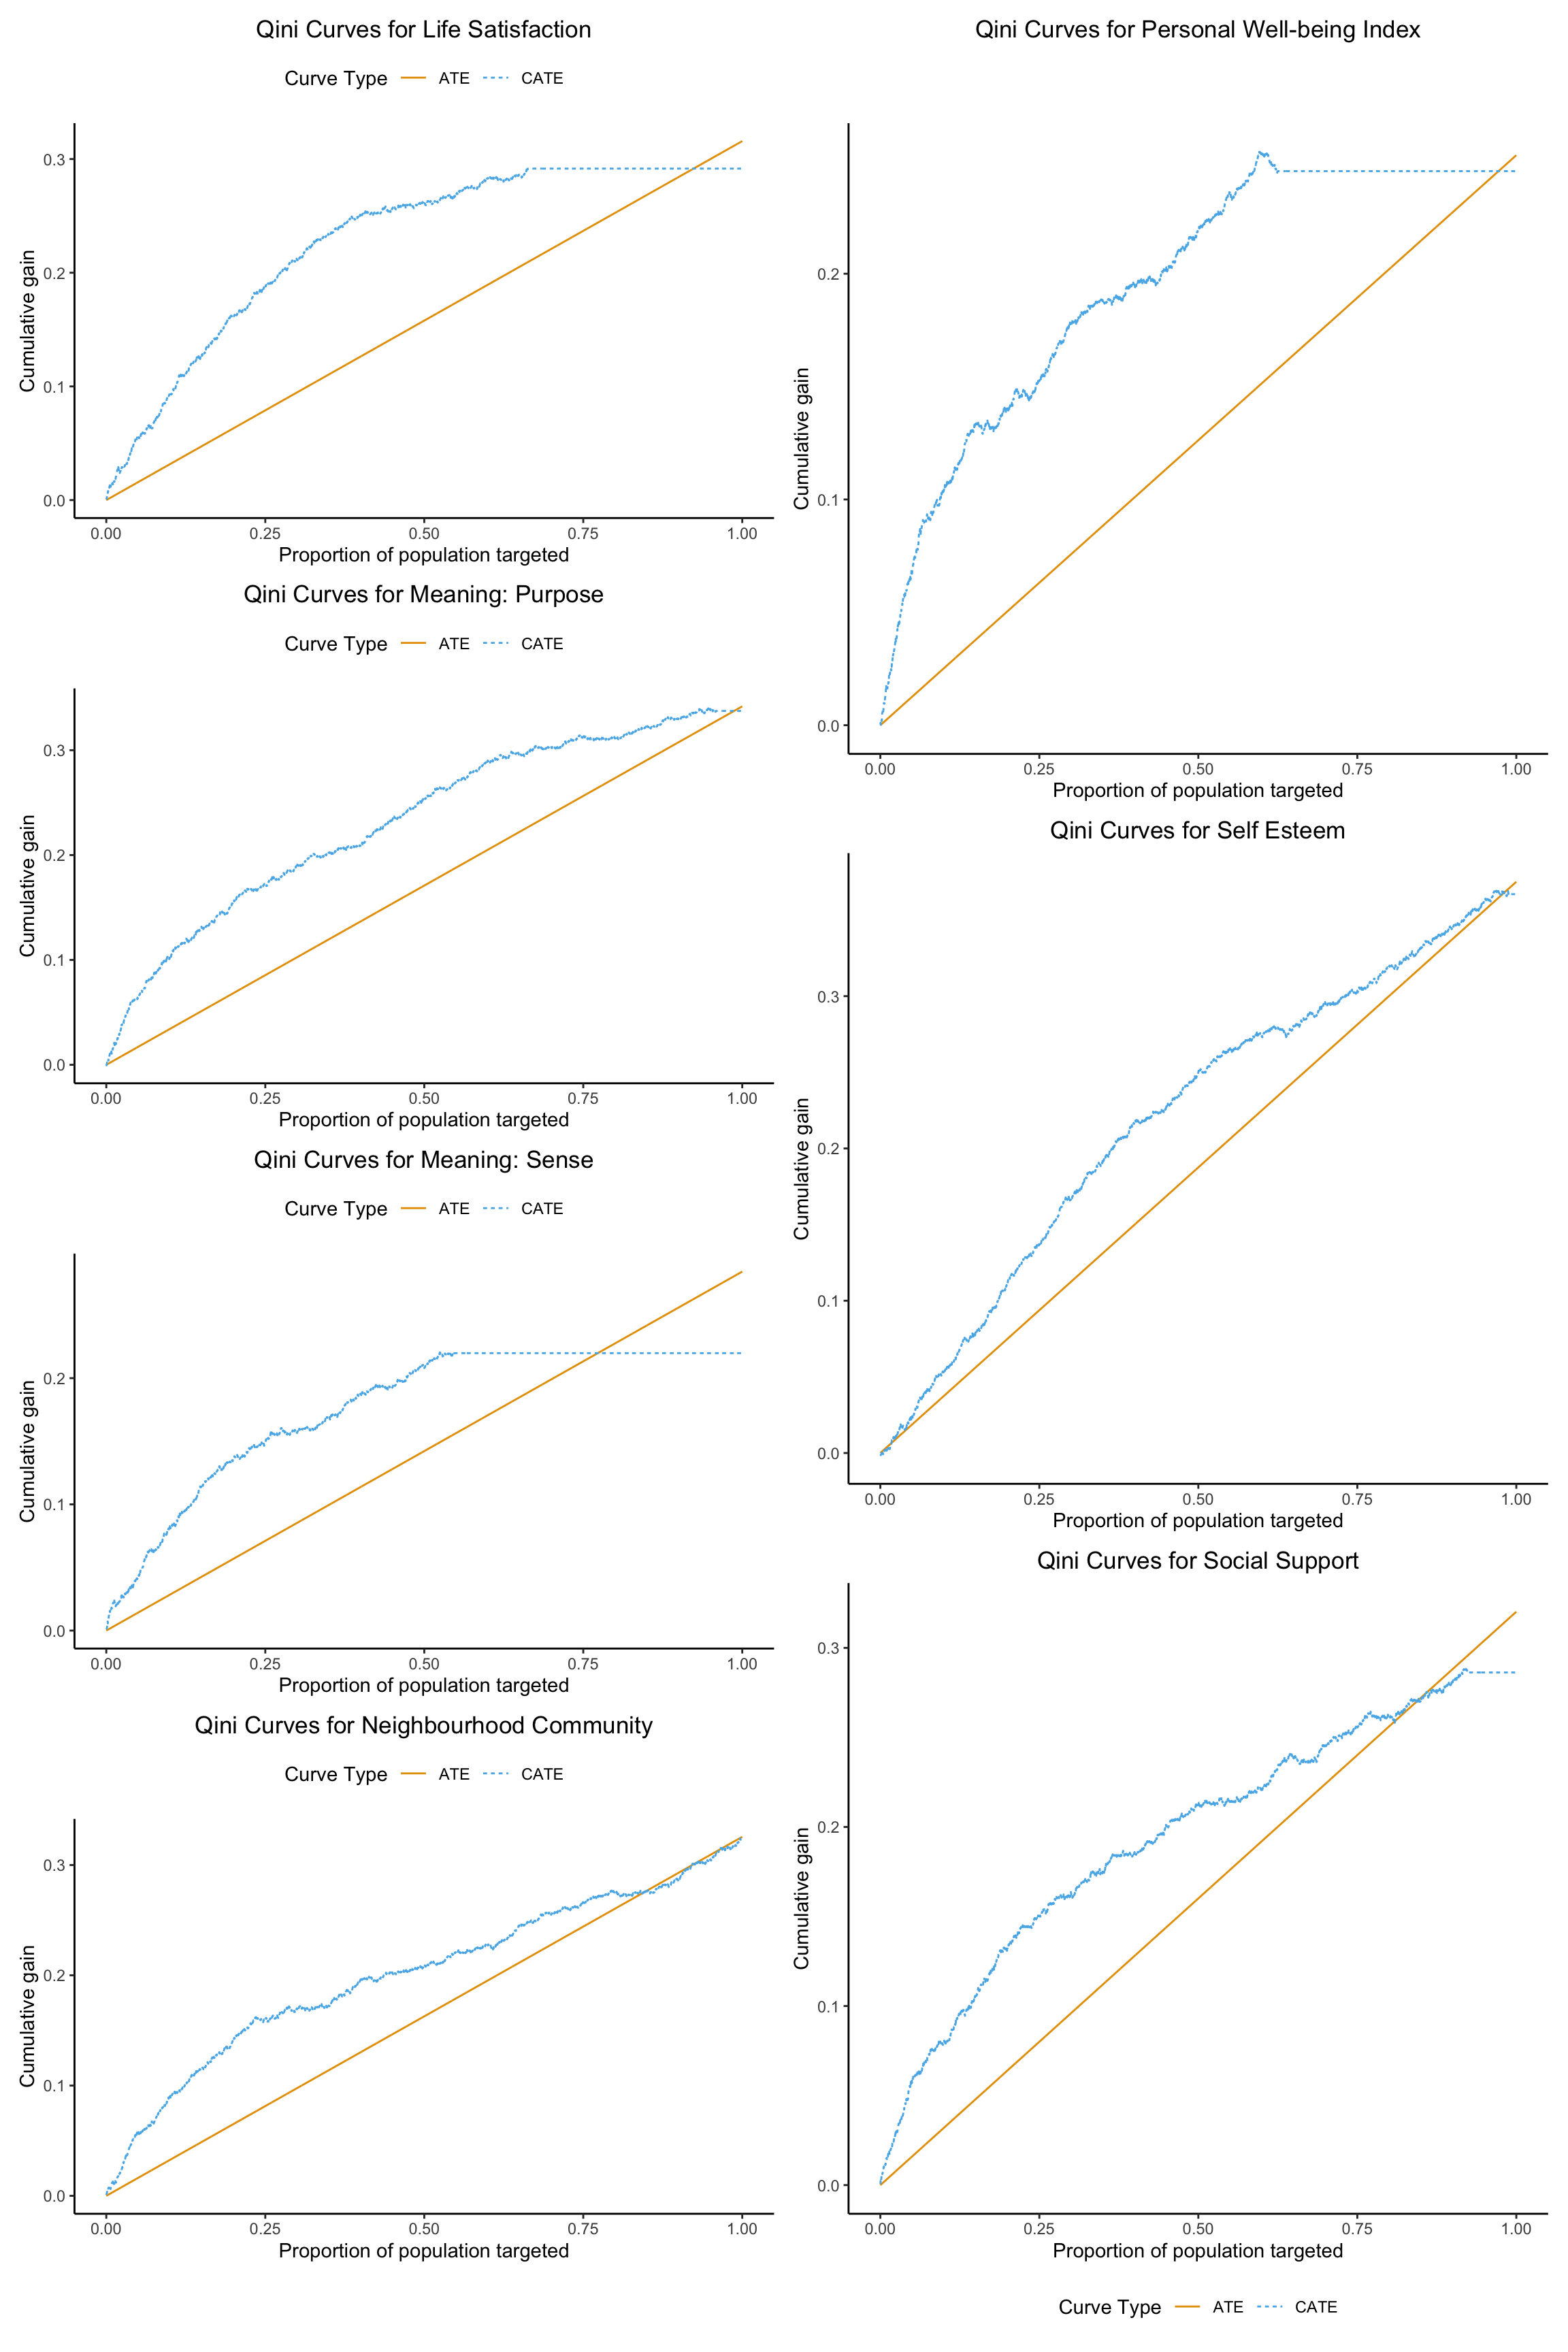 Qini Curves for Life Satisfaction
Curve Type ATE CATE
0.3
0.2
0.1
0.0
Cumulative gain
0.00 0.25 0.50 0.75 1.00
Proportion of population targeted
Qini Curves for Meaning: Purpose
Curve Type ATE CATE
0.3
0.2
0.1
0.0
Cumulative gain
0.00 0.25 0.50 0.75 1.00
Proportion of population targeted
Qini Curves for Meaning: Sense
Curve Type ATE CATE
0.2
0.1
0.0
Cumulative gain
0.00 0.25 0.50 0.75 1.00
Proportion of population targeted
Qini Curves for Neighbourhood Community
Curve Type ATE CATE
0.3
0.2
0.1
0.0
Cumulative gain
0.00 0.25 0.50 0.75 1.00
Proportion of population targeted
Qini Curves for Personal Well-being Index
0.2
0.1
0.0
Cumulative gain
0.00 0.25 0.50 0.75 1.00
Proportion of population targeted
Qini Curves for Self Esteem
0.3
0.2
0.1
0.0
Cumulative gain
0.00 0.25 0.50 0.75 1.00
Proportion of population targeted
Qini Curves for Social Support
0.3
0.2
0.1
0.0
Cumulative gain
0.00 0.25 0.50 0.75 1.00
Proportion of population targeted
Curve Type ATE CATE